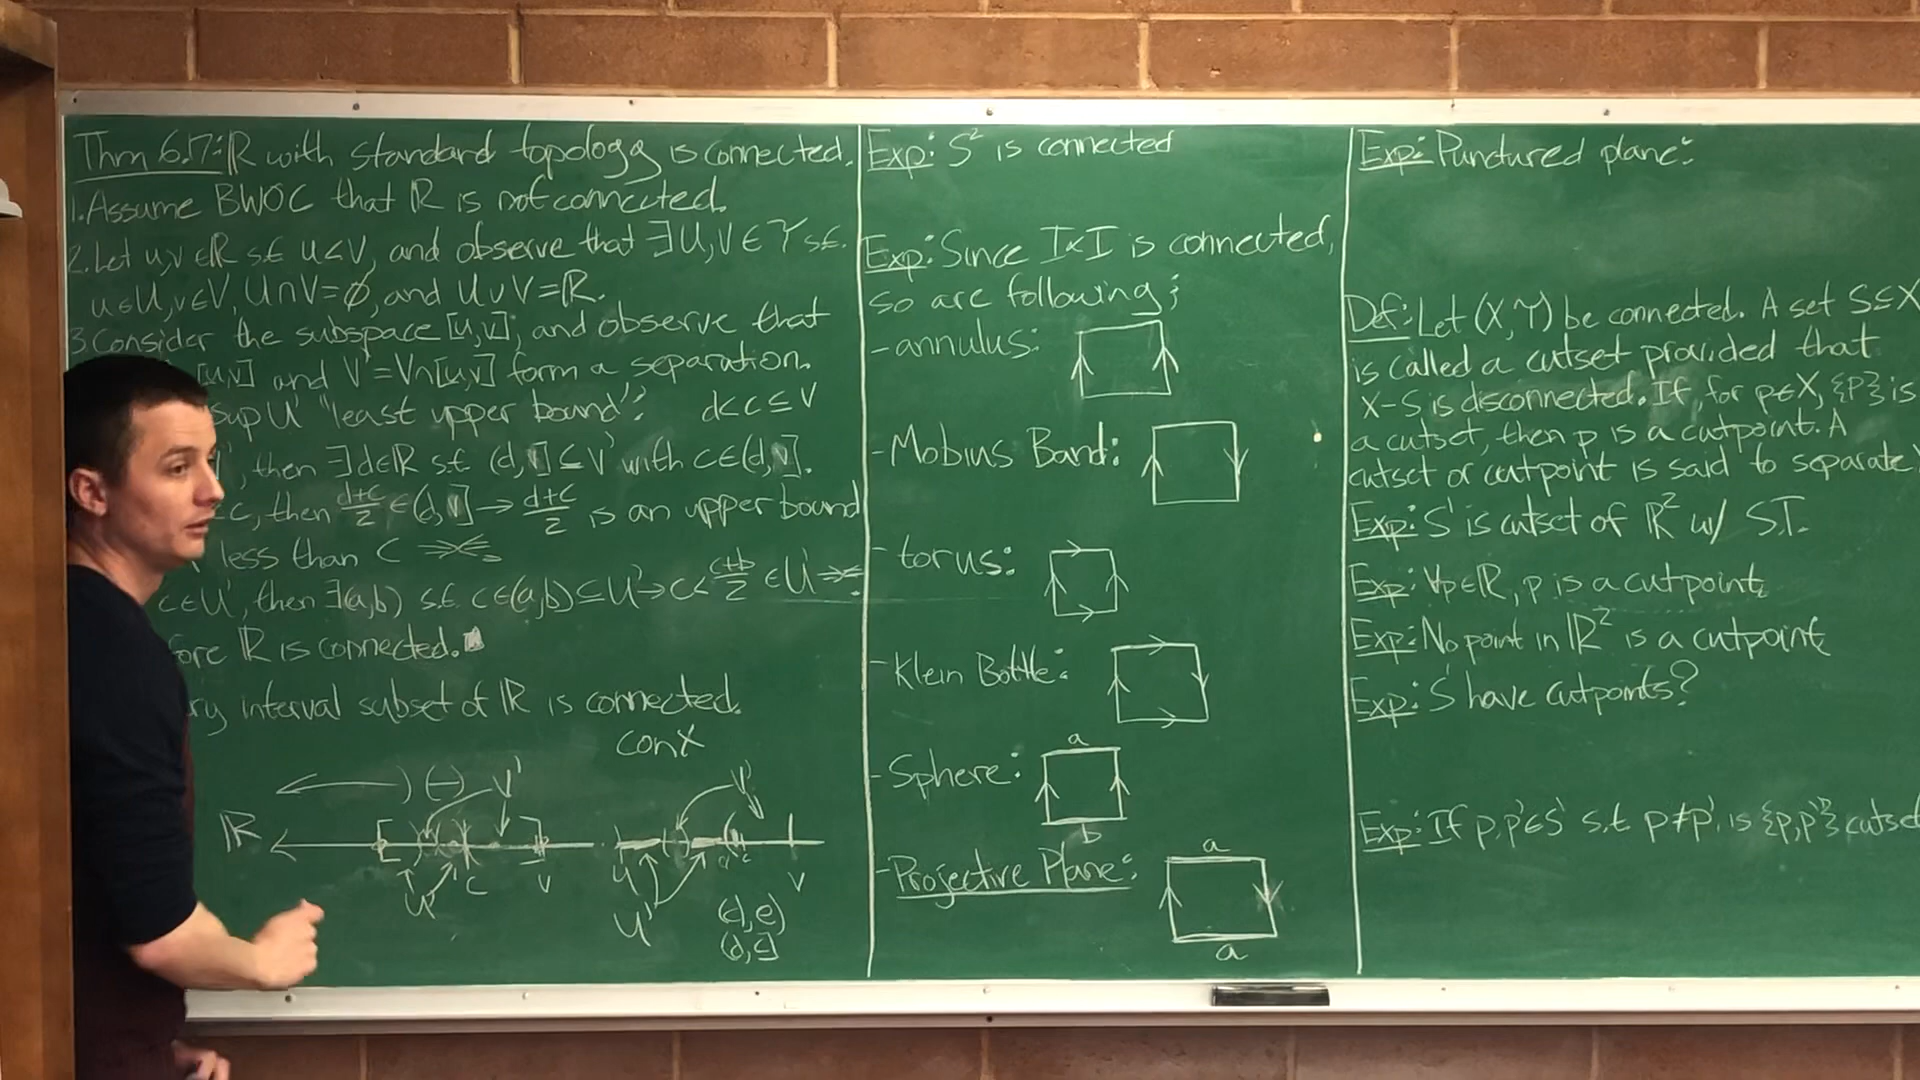 Thm 6.7: ℝ with standard topology is connected.
1. Assume BWOC that ℝ is not connected.
2. Let u,v ∈ ℝ s.t. u<v, and observe that ∃ U,V ∈ Υ s.t.
u∈U, v∈V, U∩V=∅, and U∪V=ℝ.
3 Consider the subspace [u,v], and observe that
[u,v] and V'=V∩[u,v] form a separation.
sup U' "least upper bound". d<c≤v
, then ∃d∈ℝ s.t. (d,v]⊆V' with c∈(d,v].
c, then d+c/2 ∈(d,v] → d+c/2 is an upper bound
less than c
c∈U', then ∃(a,b) s.t. c∈(a,b)⊆U'→c< c+b/2 ∈U'
ore ℝ is connected.
ry interval subset of ℝ is connected.
conX
) (–) V' V'
ℝ [ ) ( ) ]
U' c v U' v
(d,e)
(d,c]
Exp: S² is connected
Exp: Since I×I is connected,
so are following;
- annulus:
- Mobius Band:
- torus:
- Klein Bottle:
a
- Sphere:
b
a
- Projective Plane:
a
Exp: Punctured plane:
Def: Let (X,Υ) be connected. A set S⊆X
is called a cutset provided that
X-S is disconnected. If, for p∈X, {p} is
a cutset, then p is a cutpoint. A
cutset or cutpoint is said to separate
Exp: S¹ is cutset of ℝ² w/ S.T.
Exp: ∀p∈ℝ, p is a cutpoint
Exp: No point in ℝ² is a cutpoint
Exp: S¹ have cutpoints?
Exp: If p,p'∈S¹ s.t. p≠p', is {p,p'} cutset